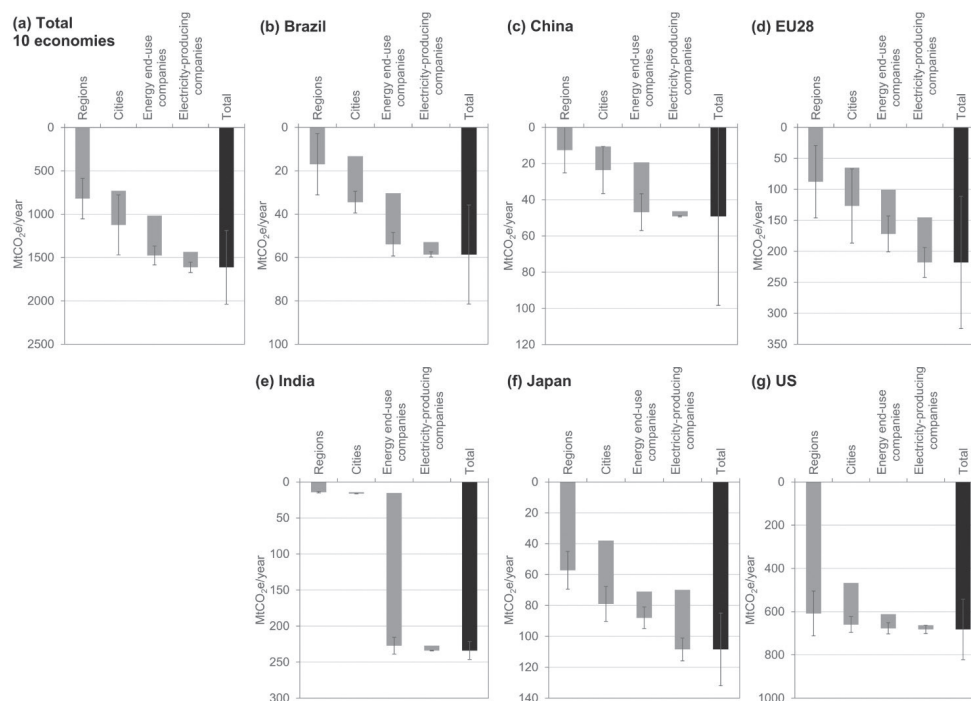 (a) Total
10 economies
Regions
Cities
Energy end-use
companies
Electricity-producing
companies
Total
MtCO₂e/year
0
500
1000
1500
2000
2500
(b) Brazil
Regions
Cities
Energy end-use
companies
Electricity-producing
companies
Total
MtCO₂e/year
0
20
40
60
80
100
(c) China
Regions
Cities
Energy end-use
companies
Electricity-producing
companies
Total
MtCO₂e/year
0
20
40
60
80
100
120
(d) EU28
Regions
Cities
Energy end-use
companies
Electricity-producing
companies
Total
MtCO₂e/year
0
50
100
150
200
250
300
350
(e) India
Regions
Cities
Energy end-use
companies
Electricity-producing
companies
Total
MtCO₂e/year
0
50
100
150
200
250
300
(f) Japan
Regions
Cities
Energy end-use
companies
Electricity-producing
companies
Total
MtCO₂e/year
0
20
40
60
80
100
120
140
(g) US
Regions
Cities
Energy end-use
companies
Electricity-producing
companies
Total
MtCO₂e/year
0
200
400
600
800
1000